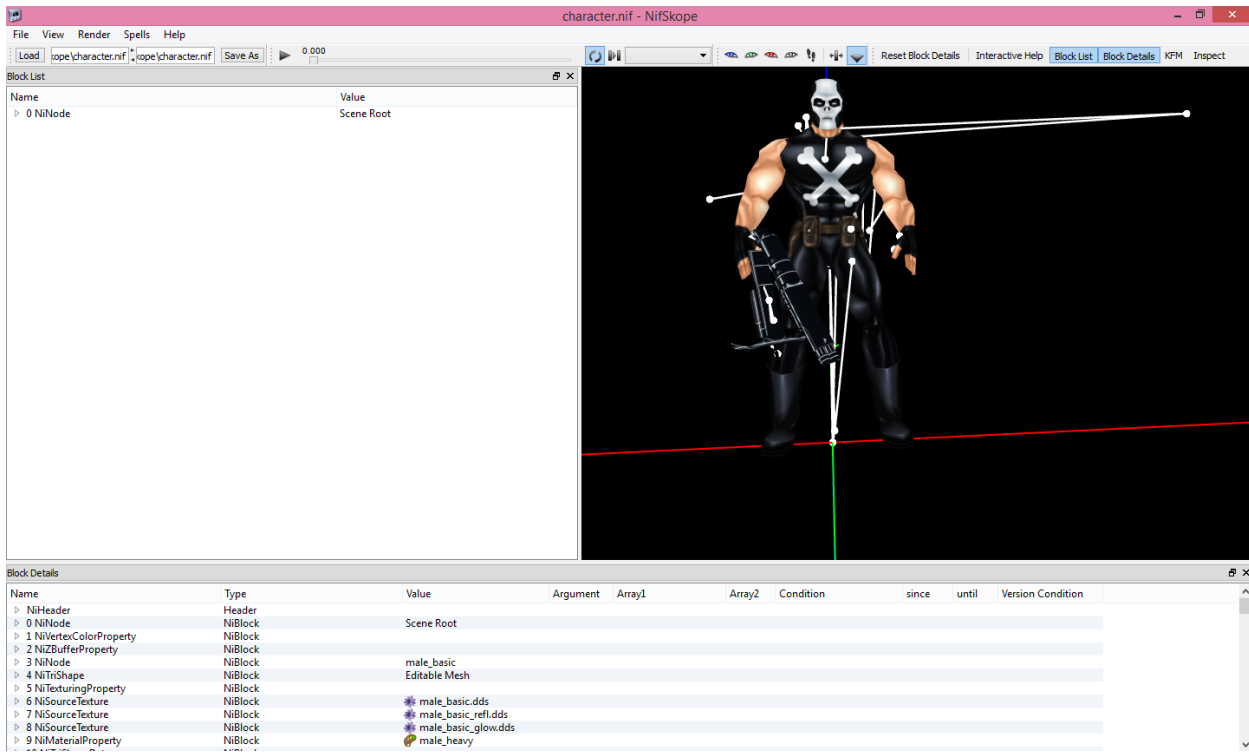 character.nif - NifSkope
File View Render Spells Help
Load :ope\character.nif :ope\character.nif Save As 0.000 Reset Block Details Interactive Help Block List Block Details KFM Inspect
Block List
Name Value
0 NiNode Scene Root
Block Details
Name Type Value Argument Array1 Array2 Condition since until Version Condition
NiHeader Header
0 NiNode NiBlock Scene Root
1 NiVertexColorProperty NiBlock
2 NiZBufferProperty NiBlock
3 NiNode NiBlock male_basic
4 NiTriShape NiBlock Editable Mesh
5 NiTexturingProperty NiBlock
6 NiSourceTexture NiBlock male_basic.dds
7 NiSourceTexture NiBlock male_basic_refl.dds
8 NiSourceTexture NiBlock male_basic_glow.dds
9 NiMaterialProperty NiBlock male_heavy